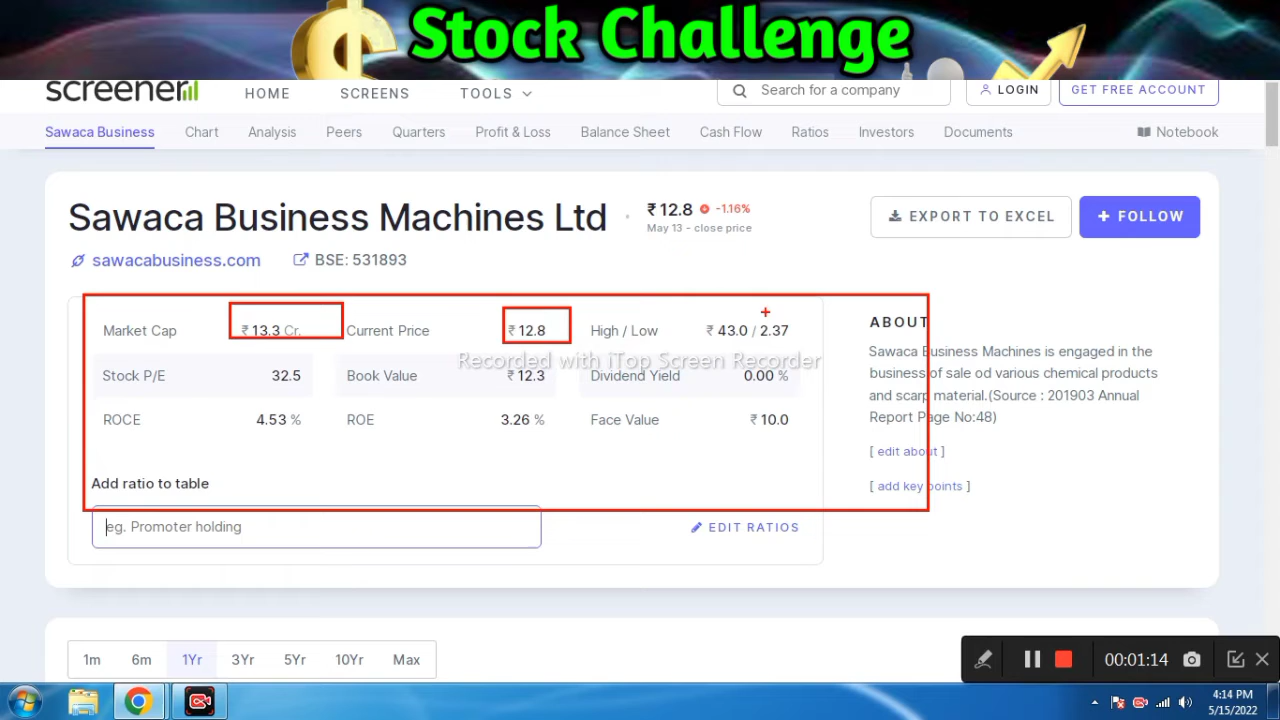 Stock Challenge
screener
HOME SCREENS TOOLS
Search for a company
LOGIN
GET FREE ACCOUNT
Sawaca Business Chart Analysis Peers Quarters Profit & Loss Balance Sheet Cash Flow Ratios Investors Documents Notebook
Sawaca Business Machines Ltd
₹ 12.8 -1.16%
May 13 - close price
EXPORT TO EXCEL
+ FOLLOW
sawacabusiness.com BSE: 531893
Market Cap ₹ 13.3 Cr. Current Price ₹ 12.8 High / Low ₹ 43.0 / 2.37
Recorded with iTop Screen Recorder
Stock P/E 32.5 Book Value ₹ 12.3 Dividend Yield 0.00 %
ROCE 4.53 % ROE 3.26 % Face Value ₹ 10.0
Add ratio to table
eg. Promoter holding
EDIT RATIOS
ABOUT
Sawaca Business Machines is engaged in the
business of sale od various chemical products
and scarp material.(Source : 201903 Annual
Report Page No:48)
[ edit about ]
[ add key points ]
1m 6m 1Yr 3Yr 5Yr 10Yr Max
00:01:14
4:14 PM
5/15/2022